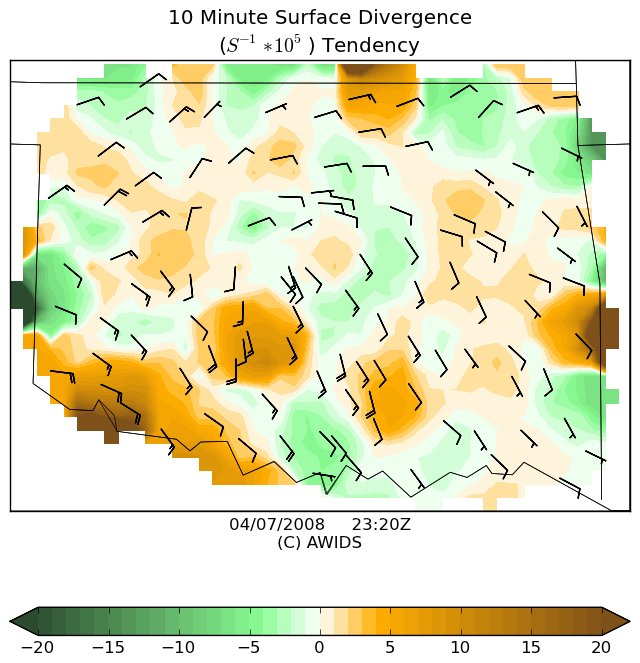 10 Minute Surface Divergence
(S⁻¹ *10⁵ ) Tendency
04/07/2008 23:20Z
(C) AWIDS
−20 −15 −10 −5 0 5 10 15 20